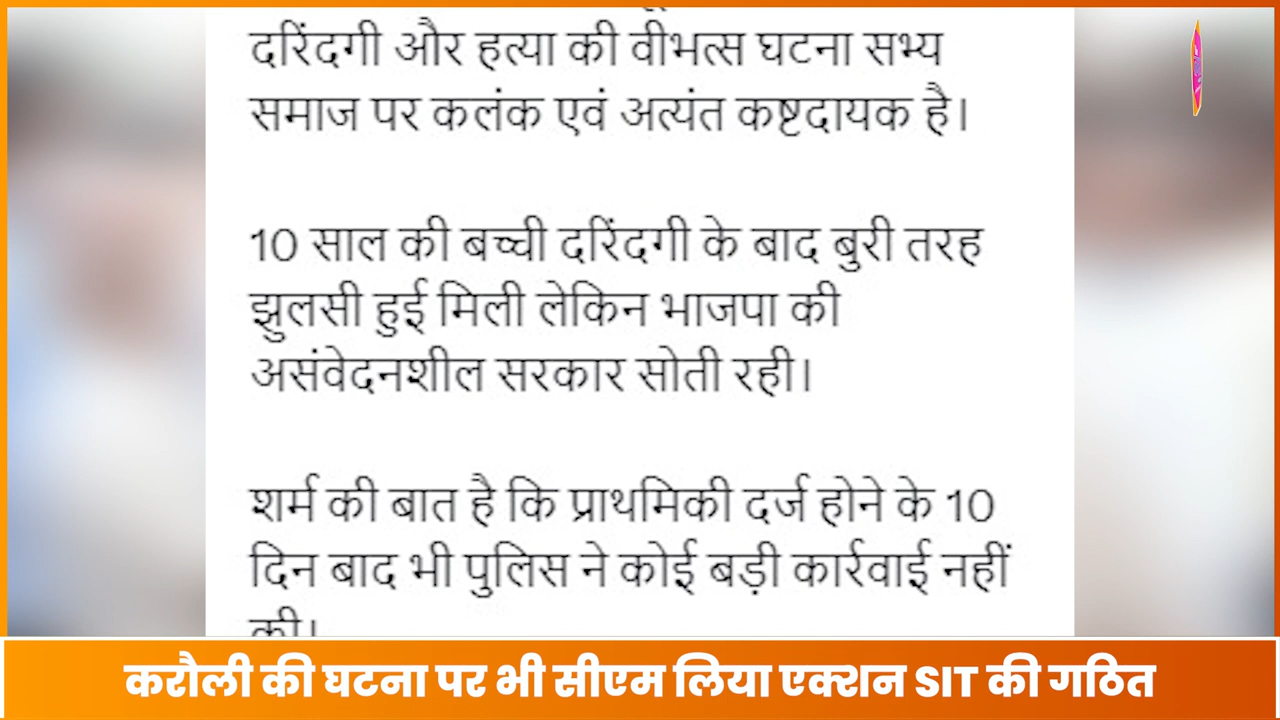 दरिंदगी और हत्या की वीभत्स घटना सभ्य
समाज पर कलंक एवं अत्यंत कष्टदायक है।
10 साल की बच्ची दरिंदगी के बाद बुरी तरह
झुलसी हुई मिली लेकिन भाजपा की
असंवेदनशील सरकार सोती रही।
शर्म की बात है कि प्राथमिकी दर्ज होने के 10
दिन बाद भी पुलिस ने कोई बड़ी कार्रवाई नहीं
की।
करौली की घटना पर भी सीएम लिया एक्शन SIT की गठित